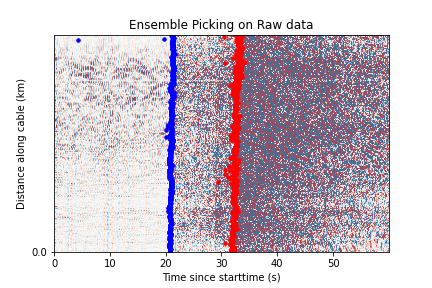 Ensemble Picking on Raw data
Distance along cable (km)
0.0
0 10 20 30 40 50
Time since starttime (s)